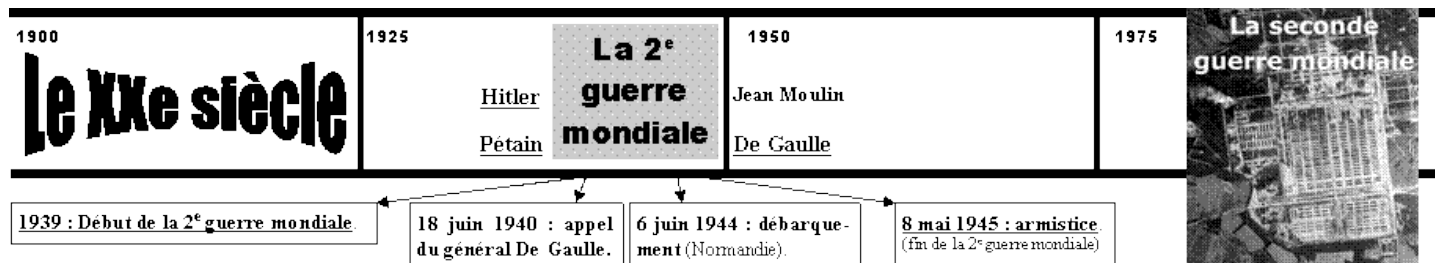 1900
Le XXe siècle
1925
Hitler
Pétain
La 2e
guerre
mondiale
1950
Jean Moulin
De Gaulle
1975
La seconde
guerre mondiale
1939 : Début de la 2e guerre mondiale.
18 juin 1940 : appel
du général De Gaulle.
6 juin 1944 : débarque-
ment (Normandie).
8 mai 1945 : armistice.
(fin de la 2e guerre mondiale)